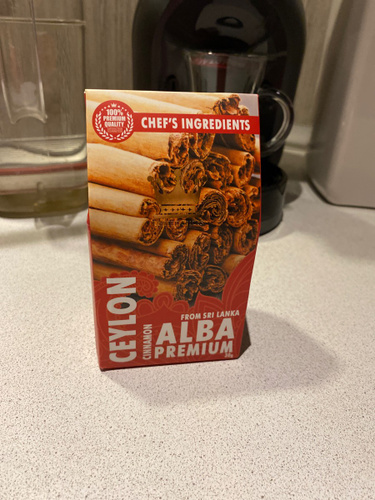 100%
PREMIUM
QUALITY
CHEF'S INGREDIENTS
CEYLON
CINNAMON
FROM SRI LANKA
ALBA
PREMIUM